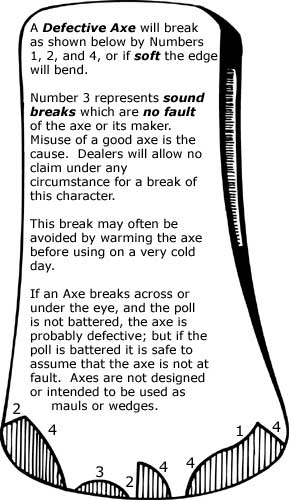 A Defective Axe will break
as shown below by Numbers
1, 2, and 4, or if soft the edge
will bend.
Number 3 represents sound
breaks which are no fault
of the axe or its maker.
Misuse of a good axe is the
cause.  Dealers will allow no
claim under any
circumstance for a break of
this character.
This break may often be
avoided by warming the axe
before using on a very cold
day.
If an Axe breaks across or
under the eye, and the poll
is not battered, the axe is
probably defective; but if the
poll is battered it is safe to
assume that the axe is not at
fault.  Axes are not designed
or intended to be used as
mauls or wedges.
2 4 3 2 4 4 1 4